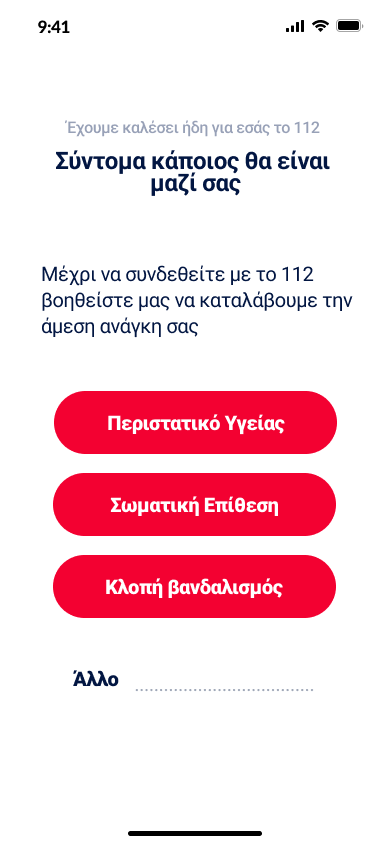 9:41
Έχουμε καλέσει ήδη για εσάς το 112
Σύντομα κάποιος θα είναι
μαζί σας
Μέχρι να συνδεθείτε με το 112
βοηθείστε μας να καταλάβουμε την
άμεση ανάγκη σας
Περιστατικό Υγείας
Σωματική Επίθεση
Κλοπή βανδαλισμός
Άλλο